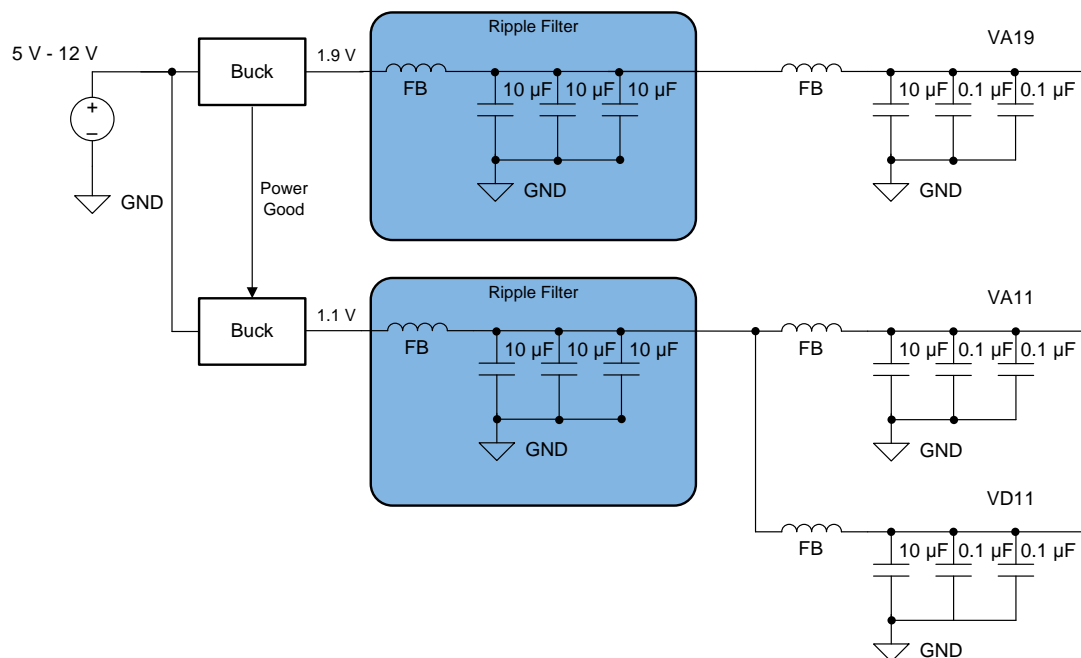 Ripple Filter
5 V - 12 V
Buck
1.9 V
FB
10 µF
10 µF
10 µF
GND
FB
VA19
10 µF
0.1 µF
0.1 µF
GND
+
–
GND
Power
Good
Ripple Filter
Buck
1.1 V
FB
10 µF
10 µF
10 µF
GND
FB
VA11
10 µF
0.1 µF
0.1 µF
GND
VD11
FB
10 µF
0.1 µF
0.1 µF
GND